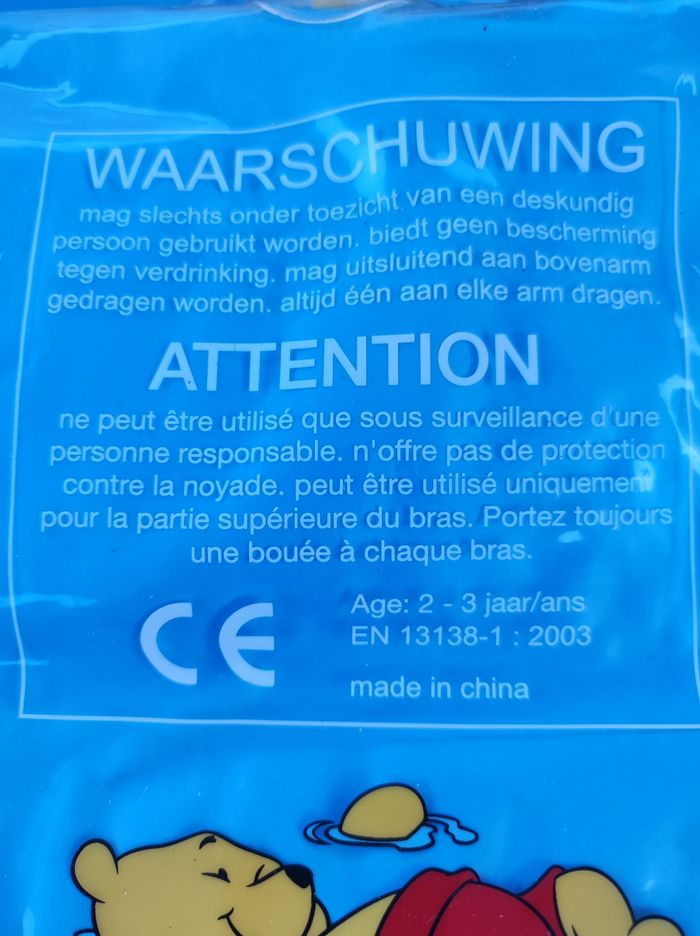 WAARSCHUWING
mag slechts onder toezicht van een deskundig
persoon gebruikt worden. biedt geen bescherming
tegen verdrinking. mag uitsluitend aan bovenarm
gedragen worden. altijd één aan elke arm dragen.
ATTENTION
ne peut être utilisé que sous surveillance d'une
personne responsable. n'offre pas de protection
contre la noyade. peut être utilisé uniquement
pour la partie supérieure du bras. Portez toujours
une bouée à chaque bras.
CE
Age: 2 - 3 jaar/ans
EN 13138-1 : 2003
made in china